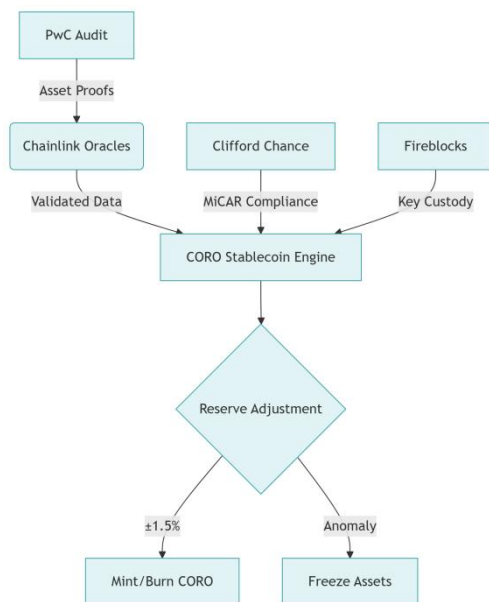 PwC Audit
Asset Proofs
Chainlink Oracles
Clifford Chance
Fireblocks
Validated Data
MiCAR Compliance
Key Custody
CORO Stablecoin Engine
Reserve Adjustment
±1.5%
Anomaly
Mint/Burn CORO
Freeze Assets